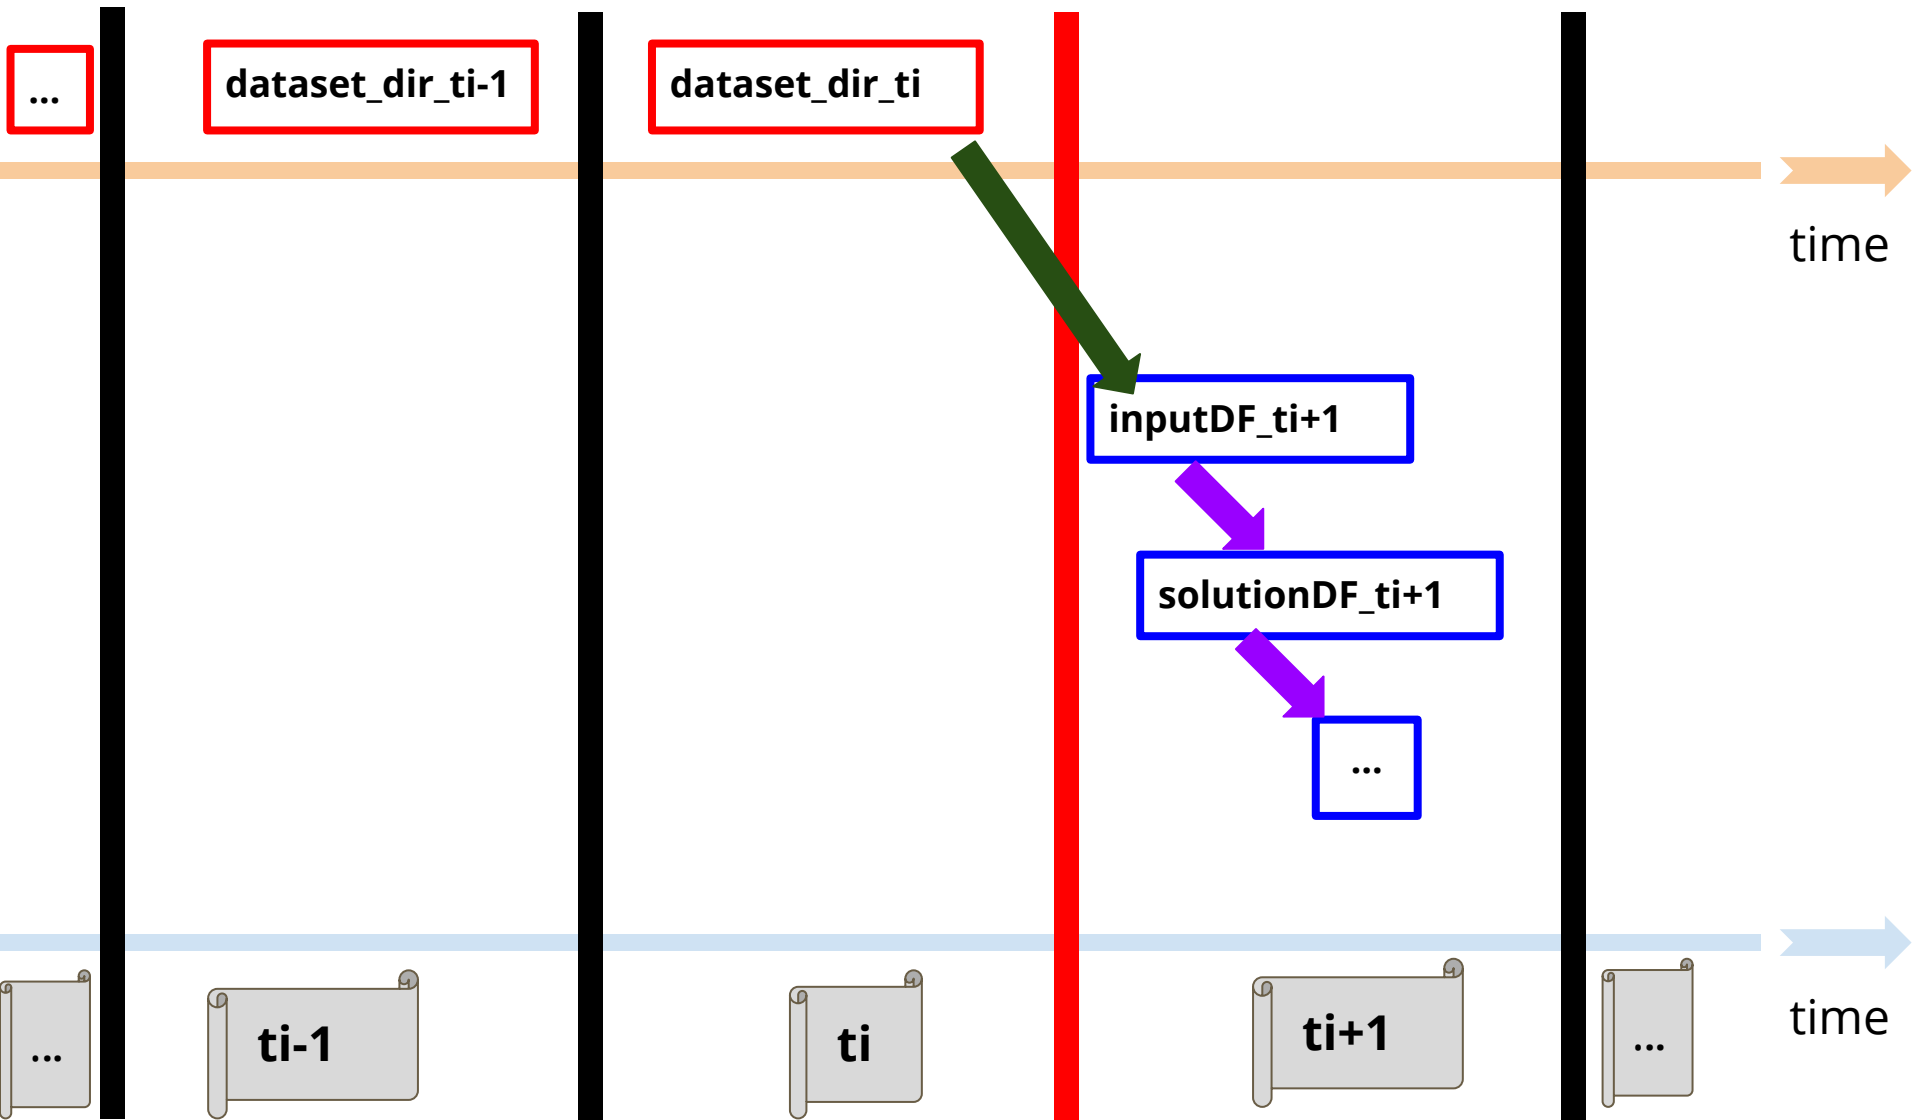 ...
dataset_dir_ti-1
dataset_dir_ti
time
inputDF_ti+1
solutionDF_ti+1
...
...
ti-1
ti
ti+1
...
time